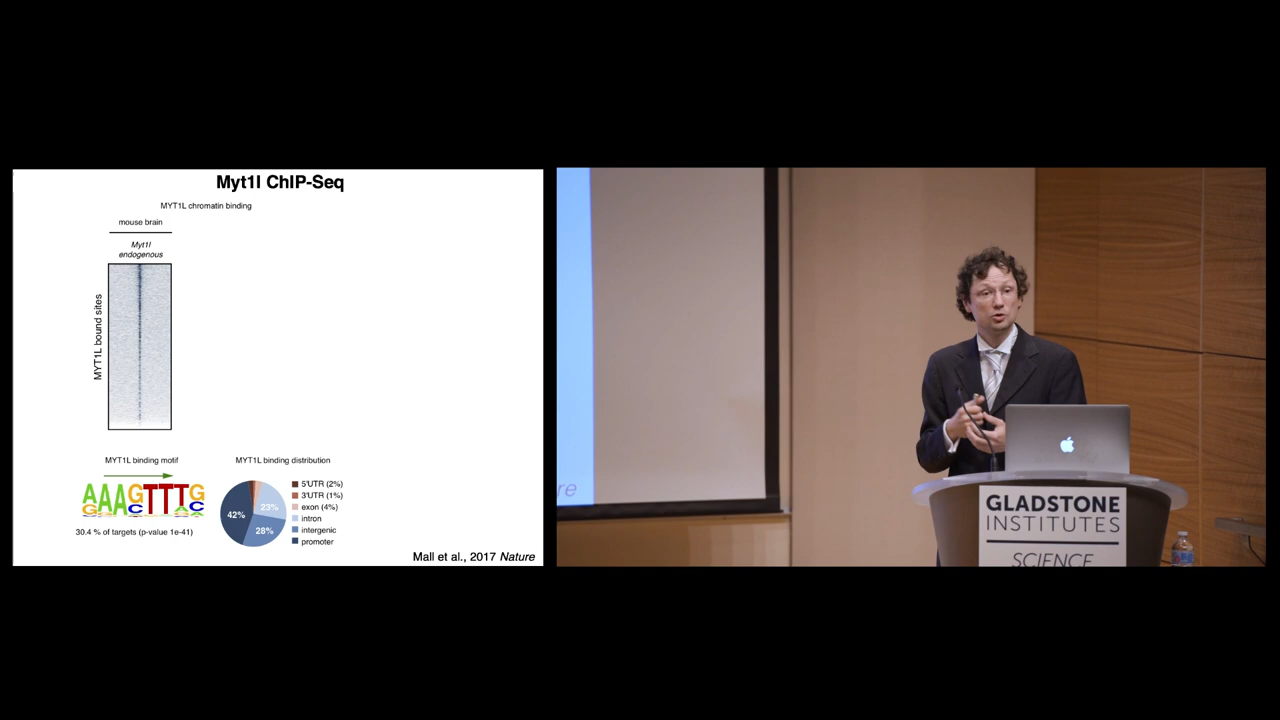 Myt1l ChIP-Seq
MYT1L chromatin binding
mouse brain
Myt1l
endogenous
MYT1L bound sites
MYT1L binding motif
AAAGTTTG
30.4 % of targets (p-value 1e-41)
MYT1L binding distribution
42%
23%
28%
5'UTR (2%)
3'UTR (1%)
exon (4%)
intron
intergenic
promoter
Mall et al., 2017 Nature
re
GLADSTONE
INSTITUTES
SCIENCE